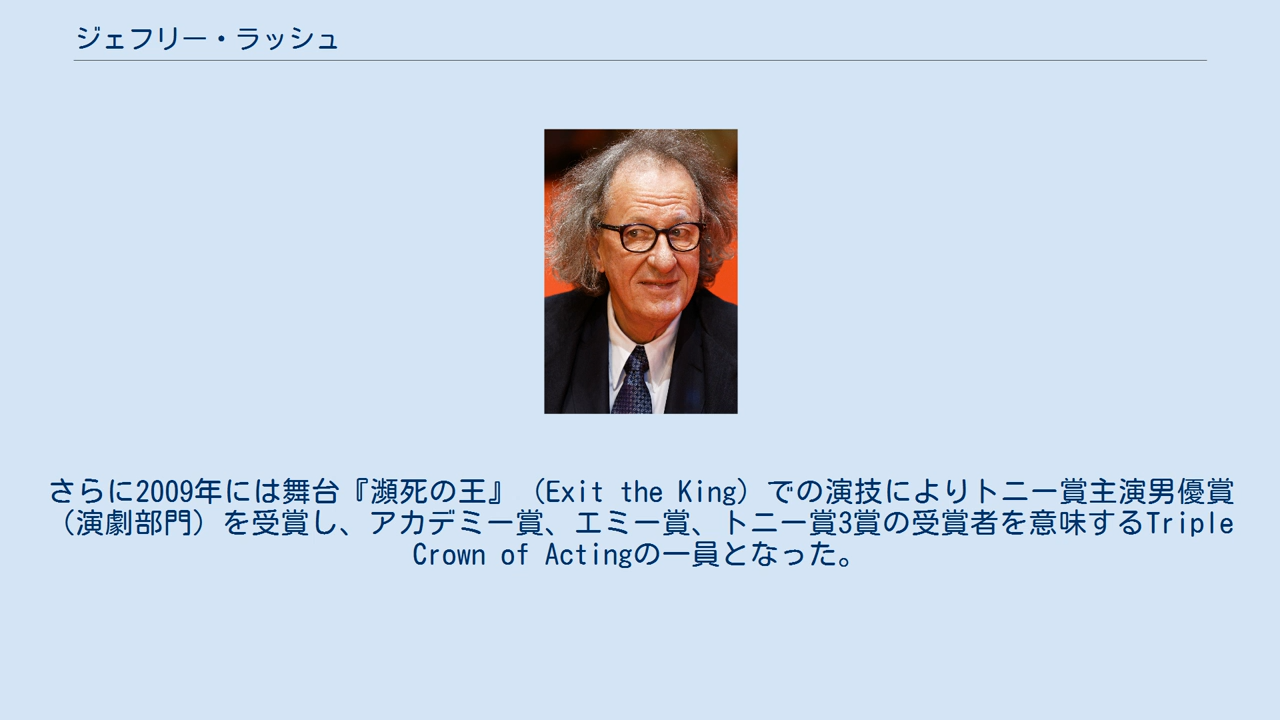 ジェフリー・ラッシュ
さらに2009年には舞台『瀕死の王』（Exit the King）での演技によりトニー賞主演男優賞
（演劇部門）を受賞し、アカデミー賞、エミー賞、トニー賞3賞の受賞者を意味するTriple
Crown of Actingの一員となった。